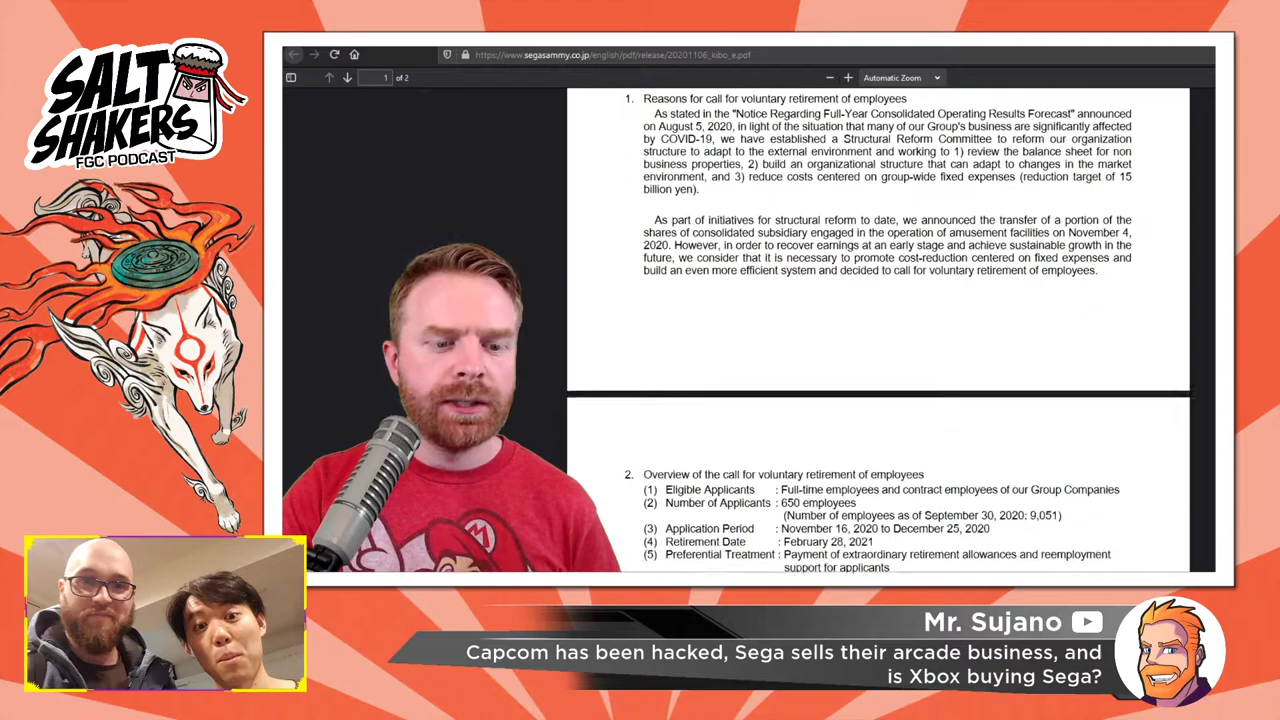 SALT
SHAKERS
FGC PODCAST
https://www.segasammy.co.jp/english/pdf/release/20201106_kibo_e.pdf
1 of 2
Automatic Zoom
1. Reasons for call for voluntary retirement of employees
As stated in the "Notice Regarding Full-Year Consolidated Operating Results Forecast" announced
on August 5, 2020, in light of the situation that many of our Group's business are significantly affected
by COVID-19, we have established a Structural Reform Committee to reform our organization
structure to adapt to the external environment and working to 1) review the balance sheet for non
business properties, 2) build an organizational structure that can adapt to changes in the market
environment, and 3) reduce costs centered on group-wide fixed expenses (reduction target of 15
billion yen).
As part of initiatives for structural reform to date, we announced the transfer of a portion of the
shares of consolidated subsidiary engaged in the operation of amusement facilities on November 4,
2020. However, in order to recover earnings at an early stage and achieve sustainable growth in the
future, we consider that it is necessary to promote cost-reduction centered on fixed expenses and
build an even more efficient system and decided to call for voluntary retirement of employees.
2. Overview of the call for voluntary retirement of employees
(1) Eligible Applicants : Full-time employees and contract employees of our Group Companies
(2) Number of Applicants : 650 employees
(Number of employees as of September 30, 2020: 9,051)
(3) Application Period : November 16, 2020 to December 25, 2020
(4) Retirement Date : February 28, 2021
(5) Preferential Treatment : Payment of extraordinary retirement allowances and reemployment
support for applicants
M
Mr. Sujano
Capcom has been hacked, Sega sells their arcade business, and
is Xbox buying Sega?